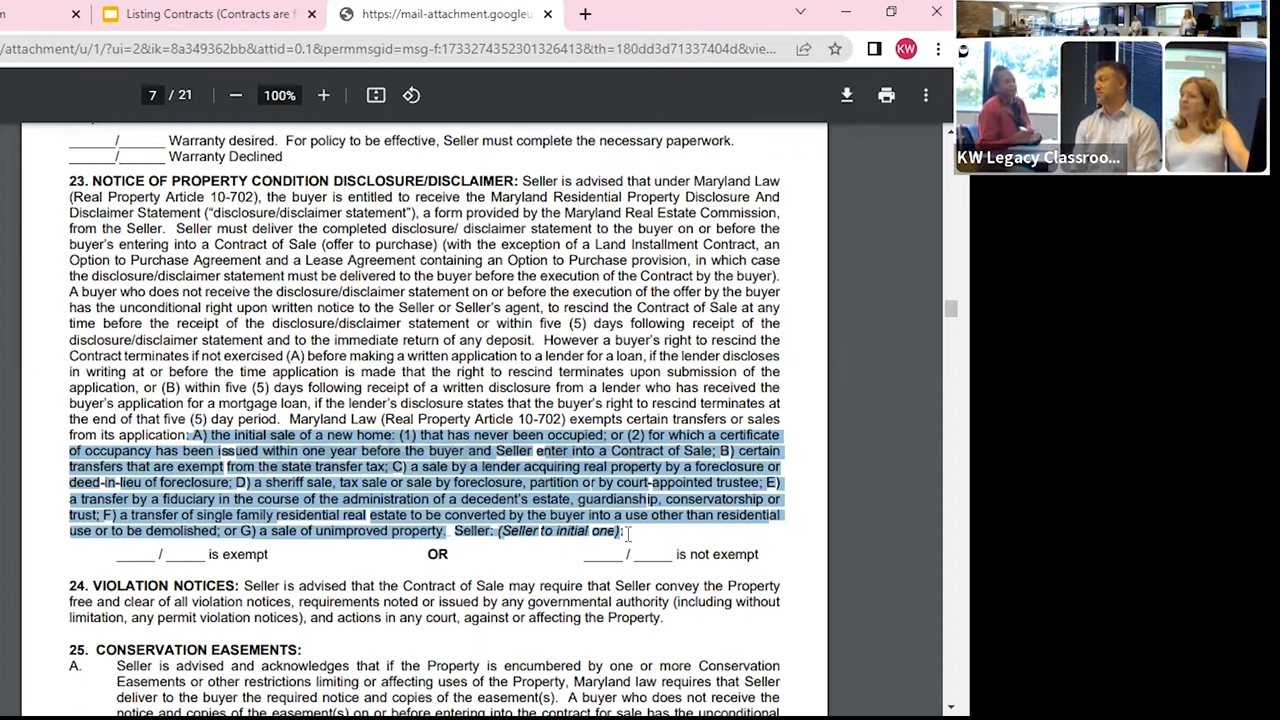 m
Listing Contracts (Contracts are f
https://mail-attachment.googleu
/attachment/u/1/?ui=2&ik=8a349362bb&attid=0.1&permmsgid=msg-f1733274352301326413&th=180dd3d71337404d&vie...
KW
7 / 21
100%
KW Legacy Classroo...
______/______ Warranty desired. For policy to be effective, Seller must complete the necessary paperwork.
______/______ Warranty Declined
23. NOTICE OF PROPERTY CONDITION DISCLOSURE/DISCLAIMER: Seller is advised that under Maryland Law
(Real Property Article 10-702), the buyer is entitled to receive the Maryland Residential Property Disclosure And
Disclaimer Statement (“disclosure/disclaimer statement”), a form provided by the Maryland Real Estate Commission,
from the Seller. Seller must deliver the completed disclosure/ disclaimer statement to the buyer on or before the
buyer’s entering into a Contract of Sale (offer to purchase) (with the exception of a Land Installment Contract, an
Option to Purchase Agreement and a Lease Agreement containing an Option to Purchase provision, in which case
the disclosure/disclaimer statement must be delivered to the buyer before the execution of the Contract by the buyer).
A buyer who does not receive the disclosure/disclaimer statement on or before the execution of the offer by the buyer
has the unconditional right upon written notice to the Seller or Seller’s agent, to rescind the Contract of Sale at any
time before the receipt of the disclosure/disclaimer statement or within five (5) days following receipt of the
disclosure/disclaimer statement and to the immediate return of any deposit. However a buyer’s right to rescind the
Contract terminates if not exercised (A) before making a written application to a lender for a loan, if the lender discloses
in writing at or before the time application is made that the right to rescind terminates upon submission of the
application, or (B) within five (5) days following receipt of a written disclosure from a lender who has received the
buyer’s application for a mortgage loan, if the lender’s disclosure states that the buyer’s right to rescind terminates at
the end of that five (5) day period. Maryland Law (Real Property Article 10-702) exempts certain transfers or sales
from its application: A) the initial sale of a new home: (1) that has never been occupied; or (2) for which a certificate
of occupancy has been issued within one year before the buyer and Seller enter into a Contract of Sale; B) certain
transfers that are exempt from the state transfer tax; C) a sale by a lender acquiring real property by a foreclosure or
deed-in-lieu of foreclosure; D) a sheriff sale, tax sale or sale by foreclosure, partition or by court-appointed trustee; E)
a transfer by a fiduciary in the course of the administration of a decedent’s estate, guardianship, conservatorship or
trust; F) a transfer of single family residential real estate to be converted by the buyer into a use other than residential
use or to be demolished; or G) a sale of unimproved property. Seller: (Seller to initial one):
_____ / _____ is exempt OR _____ / _____ is not exempt
24. VIOLATION NOTICES: Seller is advised that the Contract of Sale may require that Seller convey the Property
free and clear of all violation notices, requirements noted or issued by any governmental authority (including without
limitation, any permit violation notices), and actions in any court, against or affecting the Property.
25. CONSERVATION EASEMENTS:
A. Seller is advised and acknowledges that if the Property is encumbered by one or more Conservation
Easements or other restrictions limiting or affecting uses of the Property, Maryland law requires that Seller
deliver to the buyer the required notice and copies of the easement(s). A buyer who does not receive the
notice and copies of the easement(s) on or before entering into the contract for sale has the unconditional